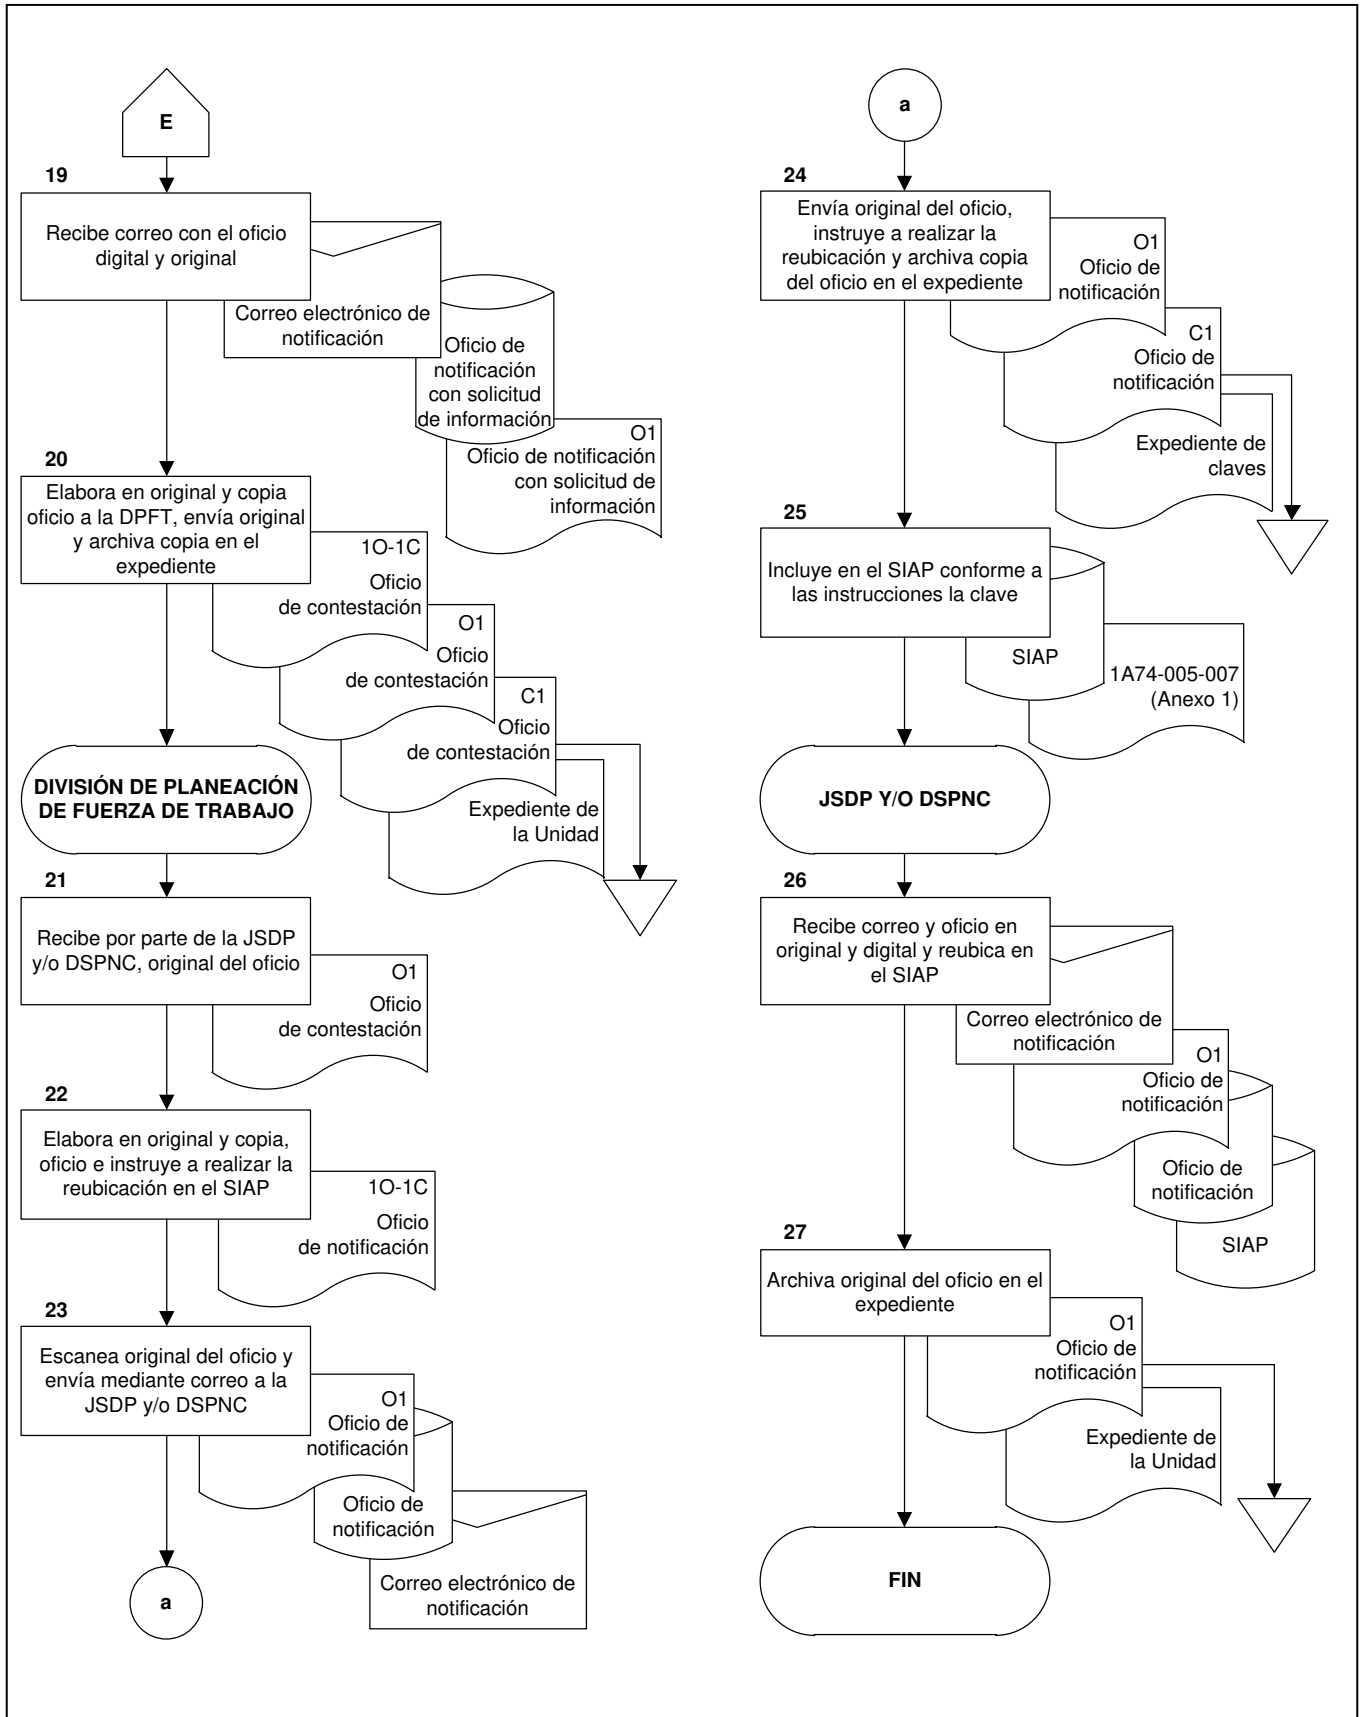 E
19
Recibe correo con el oficio
digital y original
Correo electrónico de
notificación
Oficio de
notificación
con solicitud
de información
O1
Oficio de notificación
con solicitud de
información
20
Elabora en original y copia
oficio a la DPFT, envía original
y archiva copia en el
expediente
1O-1C
Oficio
de contestación
O1
Oficio
de contestación
C1
Oficio
de contestación
Expediente de
la Unidad
DIVISIÓN DE PLANEACIÓN
DE FUERZA DE TRABAJO
21
Recibe por parte de la JSDP
y/o DSPNC, original del oficio
O1
Oficio
de contestación
22
Elabora en original y copia,
oficio e instruye a realizar la
reubicación en el SIAP
1O-1C
Oficio
de notificación
23
Escanea original del oficio y
envía mediante correo a la
JSDP y/o DSPNC
O1
Oficio de
notificación
Oficio de
notificación
Correo electrónico de
notificación
a
a
24
Envía original del oficio,
instruye a realizar la
reubicación y archiva copia
del oficio en el expediente
O1
Oficio de
notificación
C1
Oficio de
notificación
Expediente de
claves
25
Incluye en el SIAP conforme a
las instrucciones la clave
SIAP
1A74-005-007
(Anexo 1)
JSDP Y/O DSPNC
26
Recibe correo y oficio en
original y digital y reubica en
el SIAP
Correo electrónico de
notificación
O1
Oficio de
notificación
Oficio de
notificación
SIAP
27
Archiva original del oficio en el
expediente
O1
Oficio de
notificación
Expediente de
la Unidad
FIN